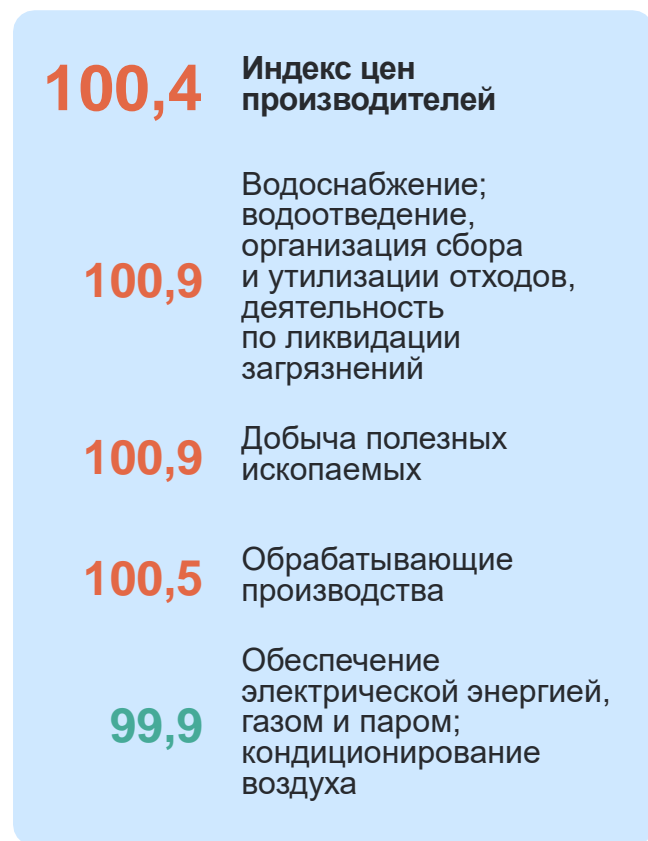 100,4
Индекс цен
производителей
100,9
Водоснабжение;
водоотведение,
организация сбора
и утилизации отходов,
деятельность
по ликвидации
загрязнений
100,9
Добыча полезных
ископаемых
100,5
Обрабатывающие
производства
99,9
Обеспечение
электрической энергией,
газом и паром;
кондиционирование
воздуха